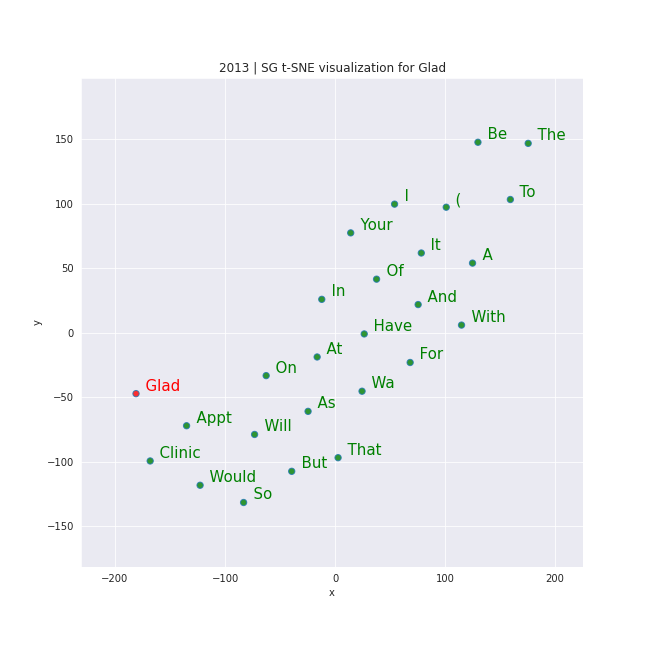 2013 | SG t-SNE visualization for Glad
Be
The
To
I
(
Your
It
A
Of
In
And
With
Have
At
For
On
Wa
Glad
As
Appt
Will
That
Clinic
But
Would
So
150
100
50
0
−50
−100
−150
y
−200
−100
0
100
200
x